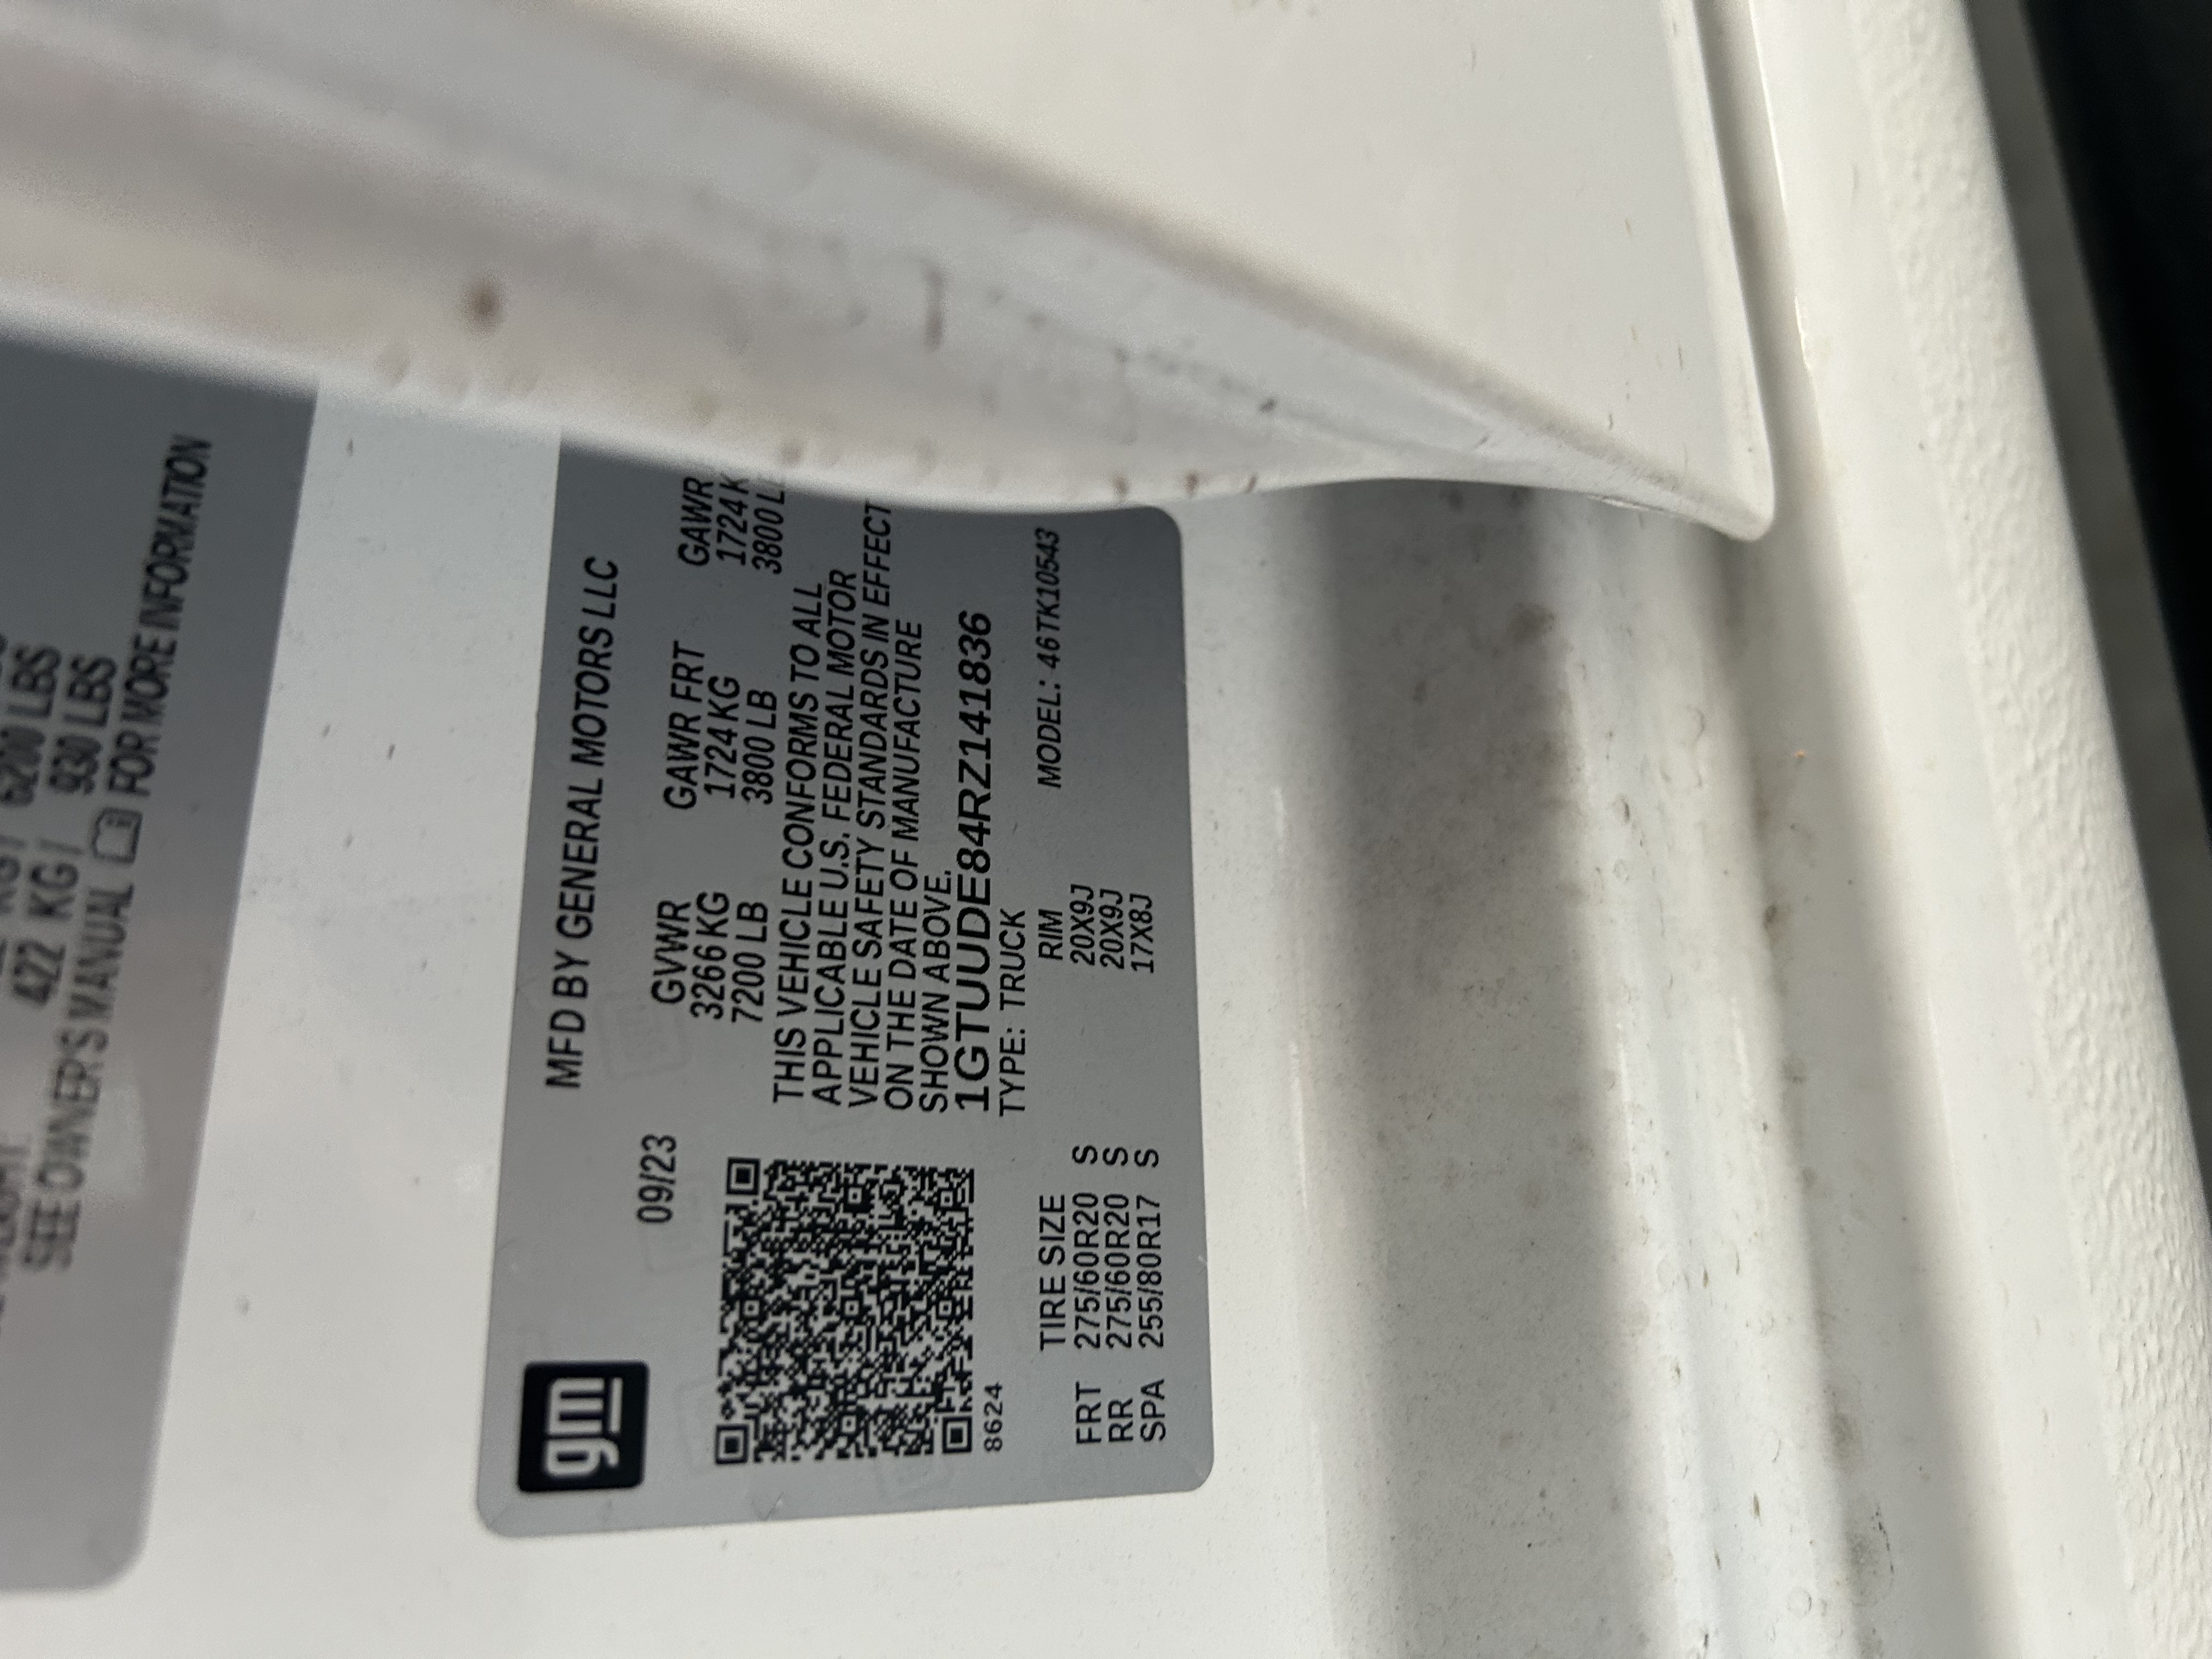 6200 LBS
422 KG/ 930 LBS
SEE OWNER'S MANUAL FOR MORE INFORMATION
gm
MFD BY GENERAL MOTORS LLC
09/23
GVWR GAWR FRT GAWR
3266 KG 1724 KG 1724 K
7200 LB 3800 LB 3800 L
THIS VEHICLE CONFORMS TO ALL
APPLICABLE U.S. FEDERAL MOTOR
VEHICLE SAFETY STANDARDS IN EFFECT
ON THE DATE OF MANUFACTURE
SHOWN ABOVE.
1GTUUDE84RZ141836
8624
TYPE: TRUCK
MODEL: 46TK10543
TIRE SIZE RIM
FRT 275/60R20 S 20X9J
RR 275/60R20 S 20X9J
SPA 255/80R17 S 17X8J